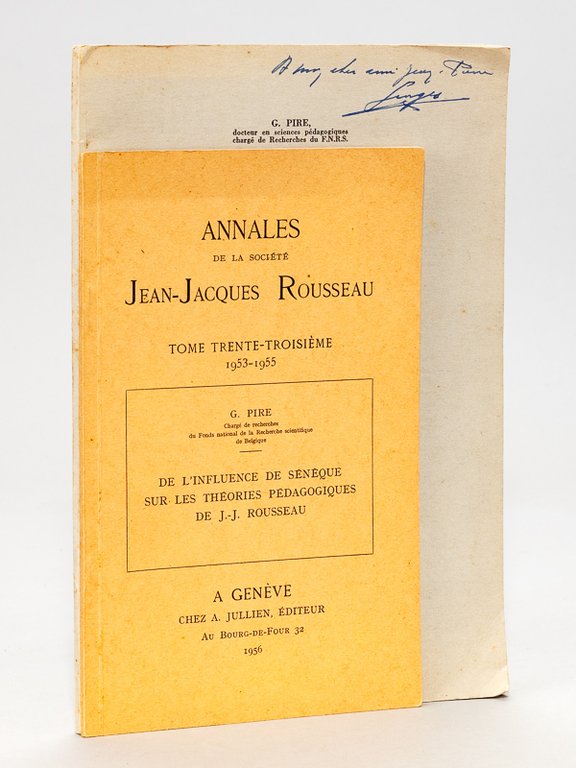 A mon cher ami Jean-Pierre
Georges
G. PIRE,
docteur en sciences pédagogiques
chargé de Recherches du F.N.R.S.
ANNALES
DE LA SOCIÉTÉ
JEAN-JACQUES ROUSSEAU
TOME TRENTE-TROISIÈME
1953-1955
G. PIRE
Chargé de recherches
du Fonds national de la Recherche scientifique
de Belgique
DE L'INFLUENCE DE SÉNÈQUE
SUR LES THÉORIES PÉDAGOGIQUES
DE J.-J. ROUSSEAU
A GENÈVE
CHEZ A. JULLIEN, ÉDITEUR
AU BOURG-DE-FOUR 32
1956